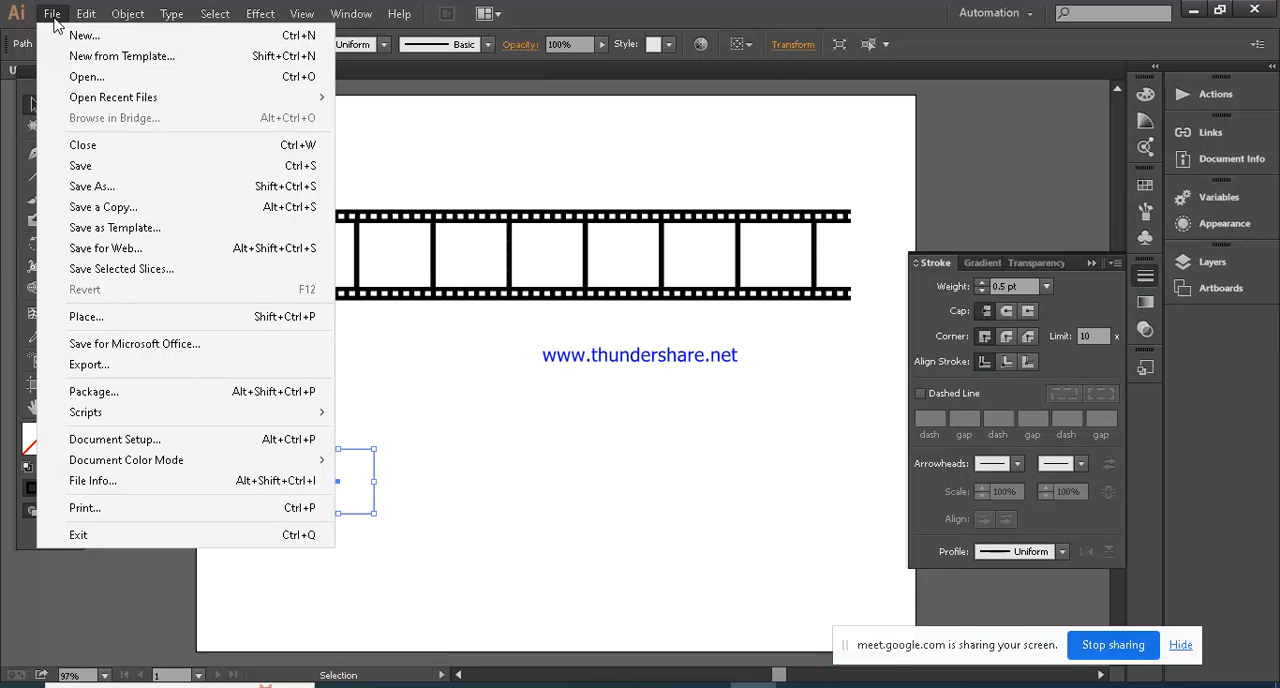 Ai File Edit Object Type Select Effect View Window Help Br Automation
Path Uniform Basic Opacity: 100% Style: Transform
New... Ctrl+N
New from Template... Shift+Ctrl+N
Open... Ctrl+O
Open Recent Files
Browse in Bridge... Alt+Ctrl+O
Close Ctrl+W
Save Ctrl+S
Save As... Shift+Ctrl+S
Save a Copy... Alt+Ctrl+S
Save as Template...
Save for Web... Alt+Shift+Ctrl+S
Save Selected Slices...
Revert F12
Place... Shift+Ctrl+P
Save for Microsoft Office...
Export...
Package... Alt+Shift+Ctrl+P
Scripts
Document Setup... Alt+Ctrl+P
Document Color Mode
File Info... Alt+Shift+Ctrl+I
Print... Ctrl+P
Exit Ctrl+Q
www.thundershare.net
Stroke Gradient Transparency
Weight: 0.5 pt
Cap:
Corner: Limit: 10 x
Align Stroke:
Dashed Line
dash gap dash gap dash gap
Arrowheads:
Scale: 100% 100%
Align:
Profile: Uniform
Actions
Links
Document Info
Variables
Appearance
Layers
Artboards
meet.google.com is sharing your screen. Stop sharing Hide
97% 1 Selection